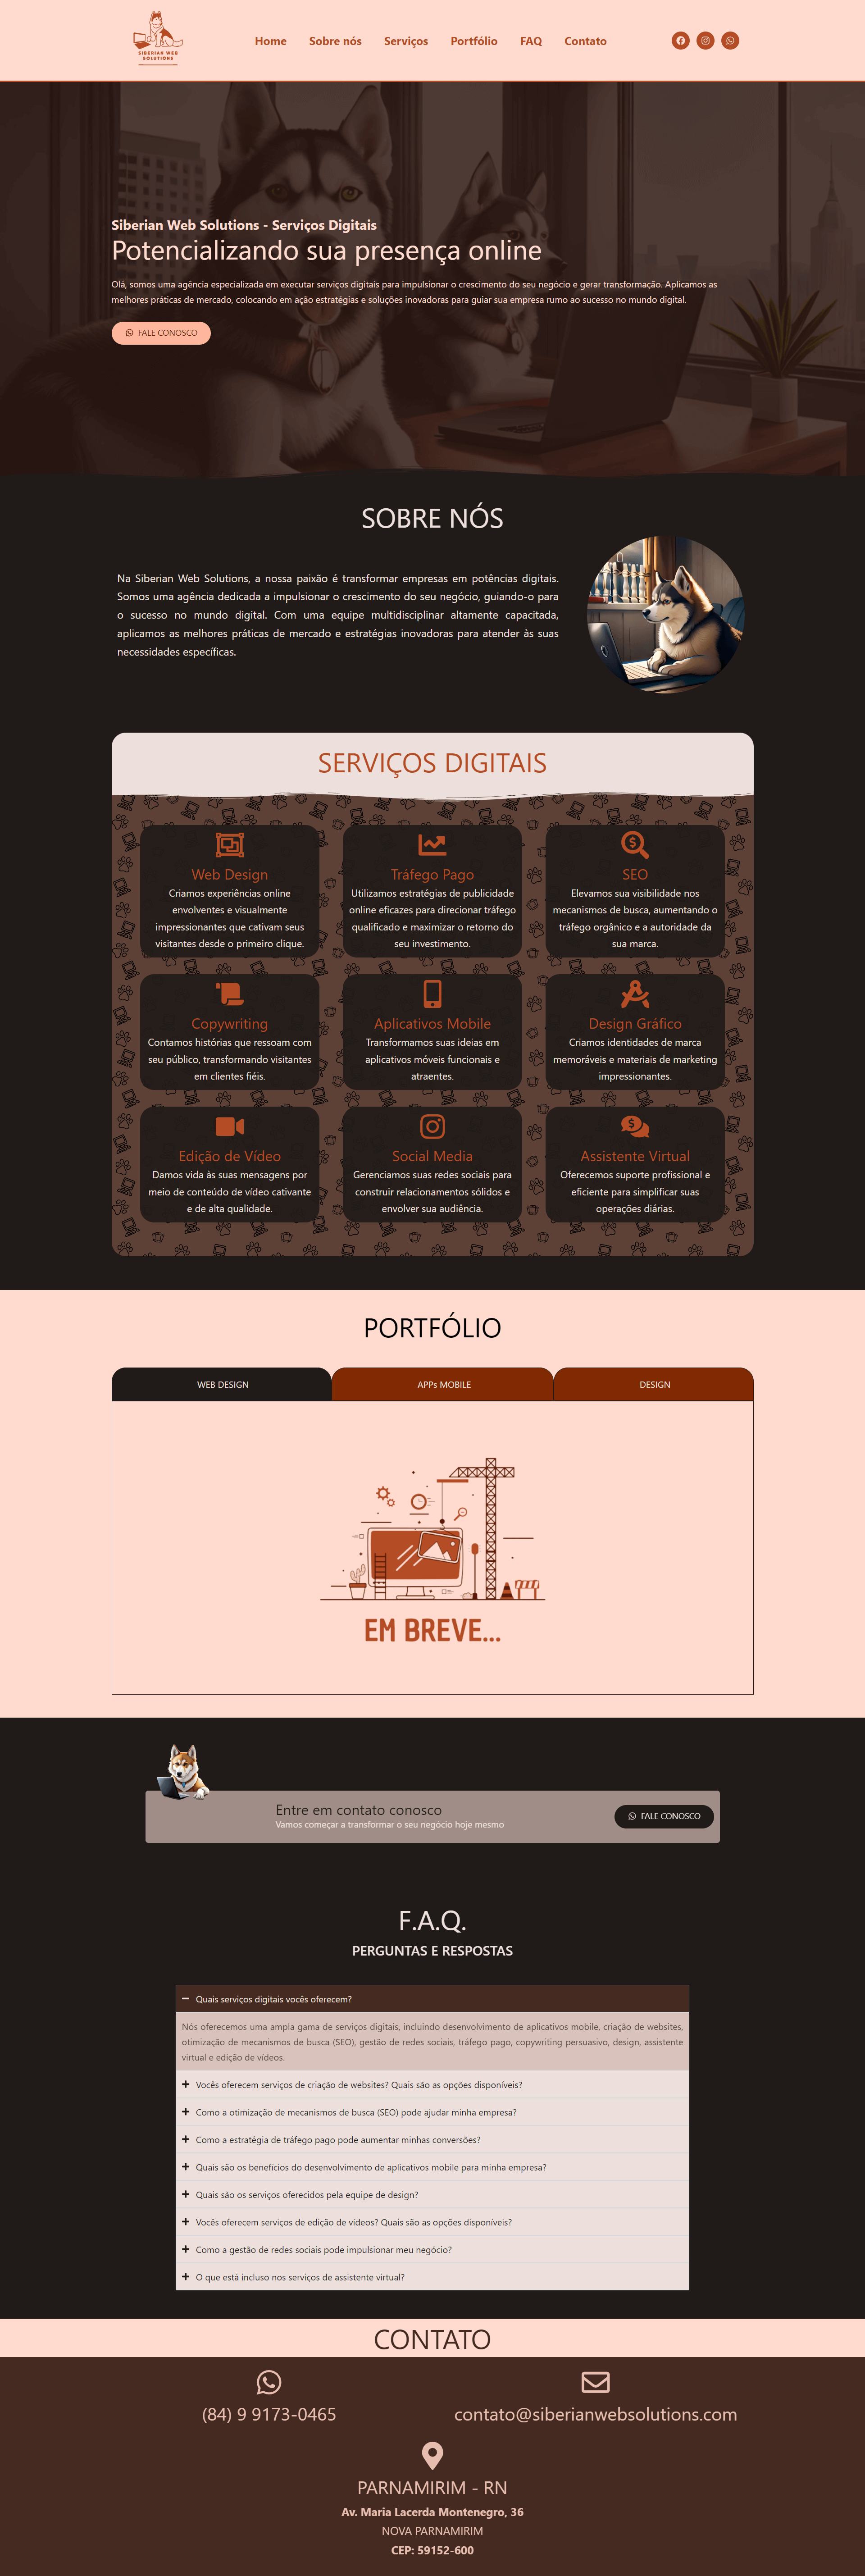 SIBERIAN WEB
SOLUTIONS
Home
Sobre nós
Serviços
Portfólio
FAQ
Contato
Siberian Web Solutions - Serviços Digitais
Potencializando sua presença online
Olá, somos uma agência especializada em executar serviços digitais para impulsionar o crescimento do seu negócio e gerar transformação. Aplicamos as
melhores práticas de mercado, colocando em ação estratégias e soluções inovadoras para guiar sua empresa rumo ao sucesso no mundo digital.
FALE CONOSCO
SOBRE NÓS
Na Siberian Web Solutions, a nossa paixão é transformar empresas em potências digitais.
Somos uma agência dedicada a impulsionar o crescimento do seu negócio, guiando-o para
o sucesso no mundo digital. Com uma equipe multidisciplinar altamente capacitada,
aplicamos as melhores práticas de mercado e estratégias inovadoras para atender às suas
necessidades específicas.
SERVIÇOS DIGITAIS
Web Design
Criamos experiências online
envolventes e visualmente
impressionantes que cativam seus
visitantes desde o primeiro clique.
Tráfego Pago
Utilizamos estratégias de publicidade
online eficazes para direcionar tráfego
qualificado e maximizar o retorno do
seu investimento.
SEO
Elevamos sua visibilidade nos
mecanismos de busca, aumentando o
tráfego orgânico e a autoridade da
sua marca.
Copywriting
Contamos histórias que ressoam com
seu público, transformando visitantes
em clientes fiéis.
Aplicativos Mobile
Transformamos suas ideias em
aplicativos móveis funcionais e
atraentes.
Design Gráfico
Criamos identidades de marca
memoráveis e materiais de marketing
impressionantes.
Edição de Vídeo
Damos vida às suas mensagens por
meio de conteúdo de vídeo cativante
e de alta qualidade.
Social Media
Gerenciamos suas redes sociais para
construir relacionamentos sólidos e
envolver sua audiência.
Assistente Virtual
Oferecemos suporte profissional e
eficiente para simplificar suas
operações diárias.
PORTFÓLIO
WEB DESIGN
APPs MOBILE
DESIGN
EM BREVE...
Entre em contato conosco
Vamos começar a transformar o seu negócio hoje mesmo
FALE CONOSCO
F.A.Q.
PERGUNTAS E RESPOSTAS
Quais serviços digitais vocês oferecem?
Nós oferecemos uma ampla gama de serviços digitais, incluindo desenvolvimento de aplicativos mobile, criação de websites,
otimização de mecanismos de busca (SEO), gestão de redes sociais, tráfego pago, copywriting persuasivo, design, assistente
virtual e edição de vídeos.
Vocês oferecem serviços de criação de websites? Quais são as opções disponíveis?
Como a otimização de mecanismos de busca (SEO) pode ajudar minha empresa?
Como a estratégia de tráfego pago pode aumentar minhas conversões?
Quais são os benefícios do desenvolvimento de aplicativos mobile para minha empresa?
Quais são os serviços oferecidos pela equipe de design?
Vocês oferecem serviços de edição de vídeos? Quais são as opções disponíveis?
Como a gestão de redes sociais pode impulsionar meu negócio?
O que está incluso nos serviços de assistente virtual?
CONTATO
(84) 9 9173-0465
contato@siberianwebsolutions.com
PARNAMIRIM - RN
Av. Maria Lacerda Montenegro, 36
NOVA PARNAMIRIM
CEP: 59152-600